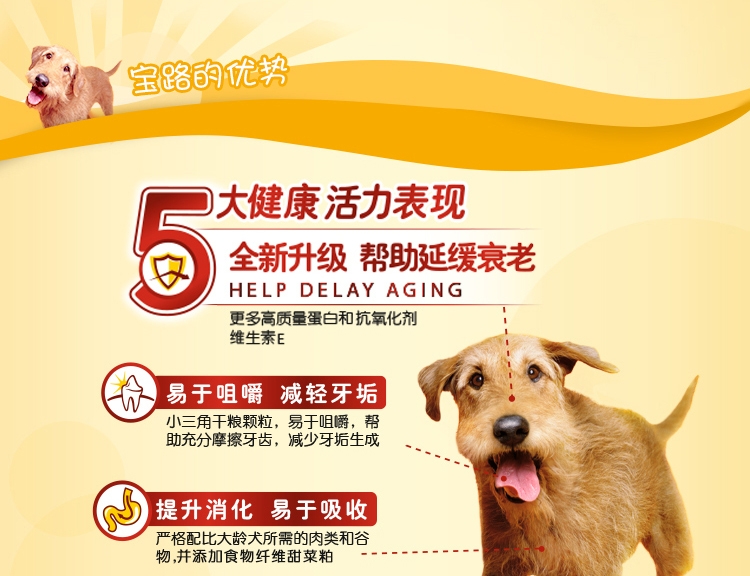 宝路的优势
5大健康 活力表现
全新升级 帮助延缓衰老
HELP DELAY AGING
更多高质量蛋白和抗氧化剂
维生素E
易于咀嚼 减轻牙垢
小三角干粮颗粒，易于咀嚼，帮
助充分摩擦牙齿，减少牙垢生成
提升消化 易于吸收
严格配比大龄犬所需的肉类和谷
物,并添加食物纤维甜菜粕